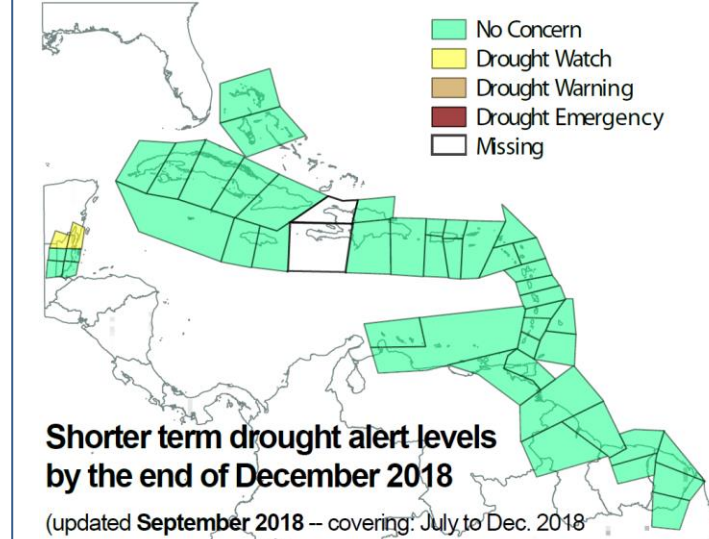 No Concern
Drought Watch
Drought Warning
Drought Emergency
Missing
Shorter term drought alert levels
by the end of December 2018
(updated September 2018 -- covering: July to Dec. 2018